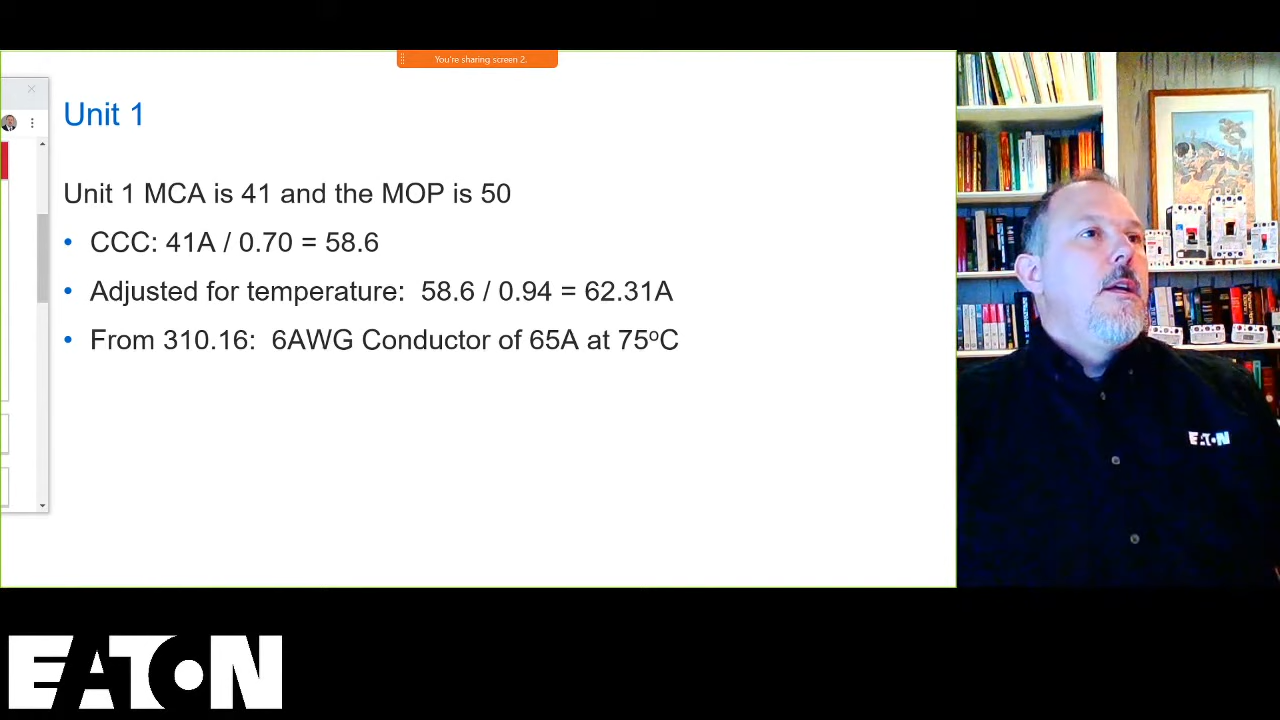 You're sharing screen 2.
Unit 1
Unit 1 MCA is 41 and the MOP is 50
• CCC: 41A / 0.70 = 58.6
• Adjusted for temperature: 58.6 / 0.94 = 62.31A
• From 310.16: 6AWG Conductor of 65A at 75ºC
EATON
EATON